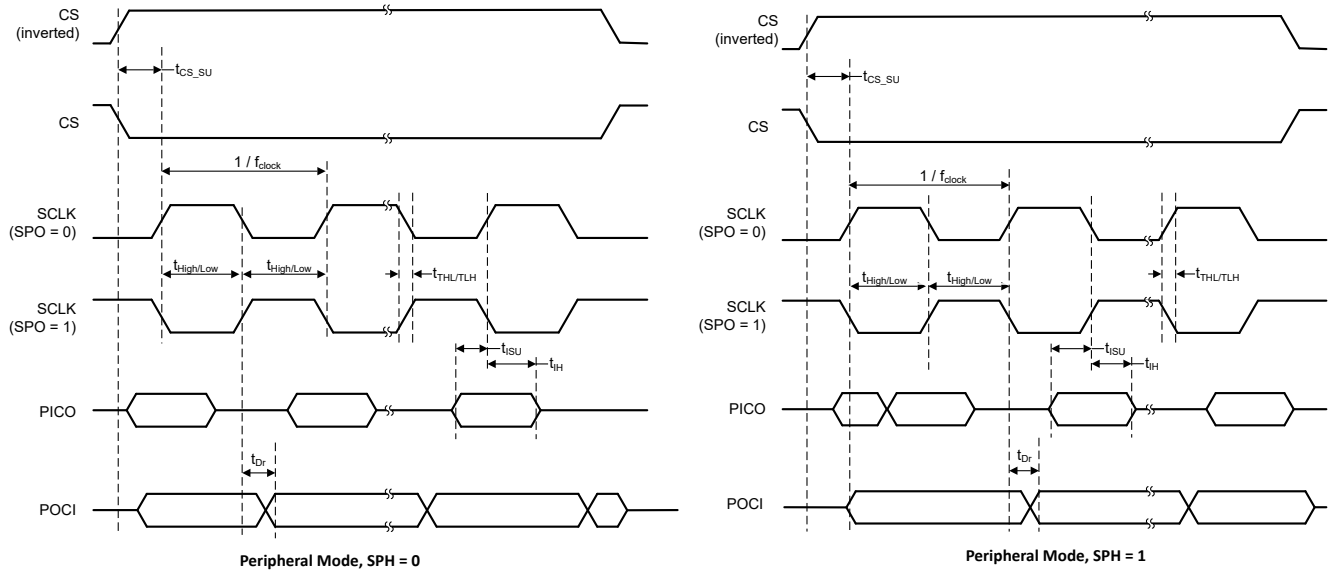 CS
(inverted)
tCS_SU
CS
1 / fclock
SCLK
(SPO = 0)
tHigh/Low
tHigh/Low
tTHL/TLH
SCLK
(SPO = 1)
tISU
tIH
PICO
tDr
POCI
Peripheral Mode, SPH = 0
CS
(inverted)
tCS_SU
CS
1 / fclock
SCLK
(SPO = 0)
tHigh/Low
tHigh/Low
tTHL/TLH
SCLK
(SPO = 1)
tISU
tIH
PICO
tDr
POCI
Peripheral Mode, SPH = 1